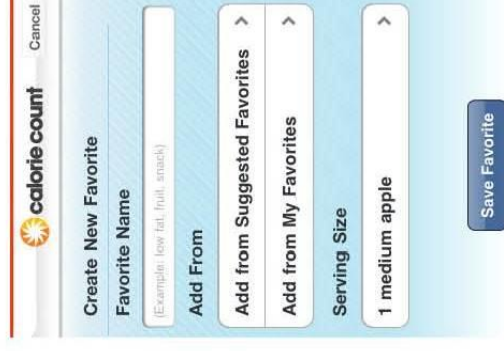 calorie count
Cancel
Create New Favorite
Favorite Name
(Example: low fat, fruit, snack)
Add From
Add from Suggested Favorites
Add from My Favorites
Serving Size
1 medium apple
Save Favorite